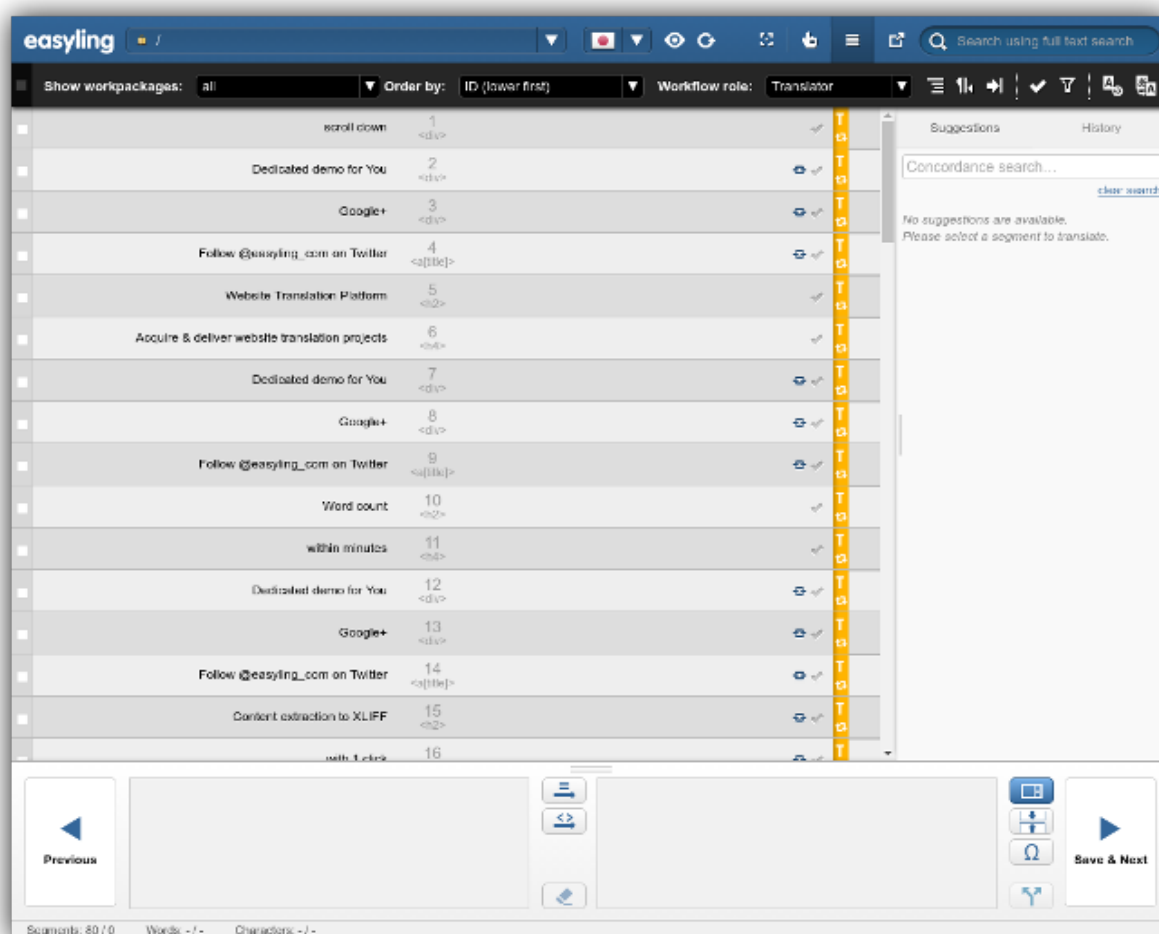 easyling /
Search using full text search
Show workpackages: all Order by: ID (lower first) Workflow role: Translator
scroll down 1 <div>
Dedicated demo for You 2 <div>
Google+ 3 <div>
Follow @easyling_com on Twitter 4 <a[title]>
Website Translation Platform 5 <h2>
Acquire & deliver website translation projects 6 <h4>
Dedicated demo for You 7 <div>
Google+ 8 <div>
Follow @easyling_com on Twitter 9 <a[title]>
Word count 10 <h2>
within minutes 11 <h4>
Dedicated demo for You 12 <div>
Google+ 13 <div>
Follow @easyling_com on Twitter 14 <a[title]>
Content extraction to XLIFF 15 <h2>
with 1 click 16
Suggestions History
Concordance search...
clear search
No suggestions are available.
Please select a segment to translate.
Previous
Ω
Save & Next
Segments: 80 / 0 Words: - / - Characters: - / -